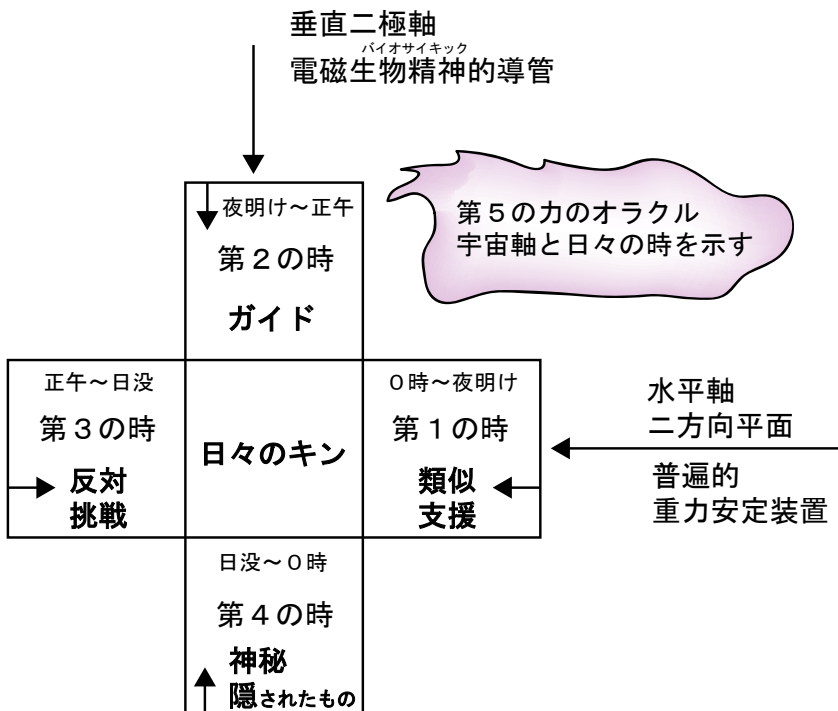 垂直二極軸
バイオサイキック
電磁生物精神的導管
第５の力のオラクル
宇宙軸と日々の時を示す
夜明け〜正午
第２の時
ガイド
正午〜日没
第３の時
反対
挑戦
日々のキン
０時〜夜明け
第１の時
類似
支援
水平軸
二方向平面
普遍的
重力安定装置
日没〜０時
第４の時
神秘
隠されたもの